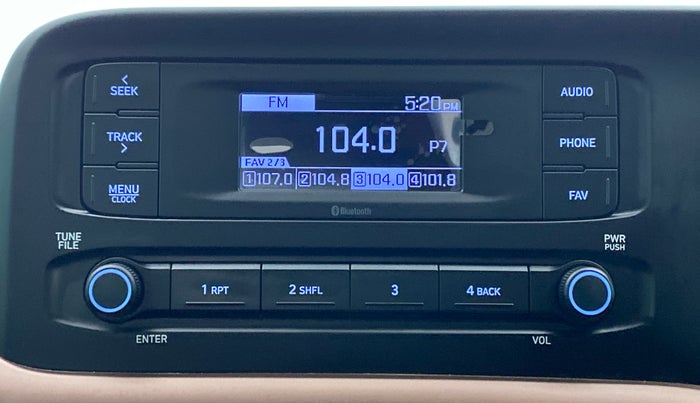 < SEEK
TRACK >
MENU
CLOCK
FM 5:20 PM
104.0 P7
FAV 2/3
1 107.0 2 104.8 3 104.0 4 101.8
Bluetooth
AUDIO
PHONE
FAV
TUNE
FILE
PWR
PUSH
1 RPT
2 SHFL
3
4 BACK
ENTER
VOL